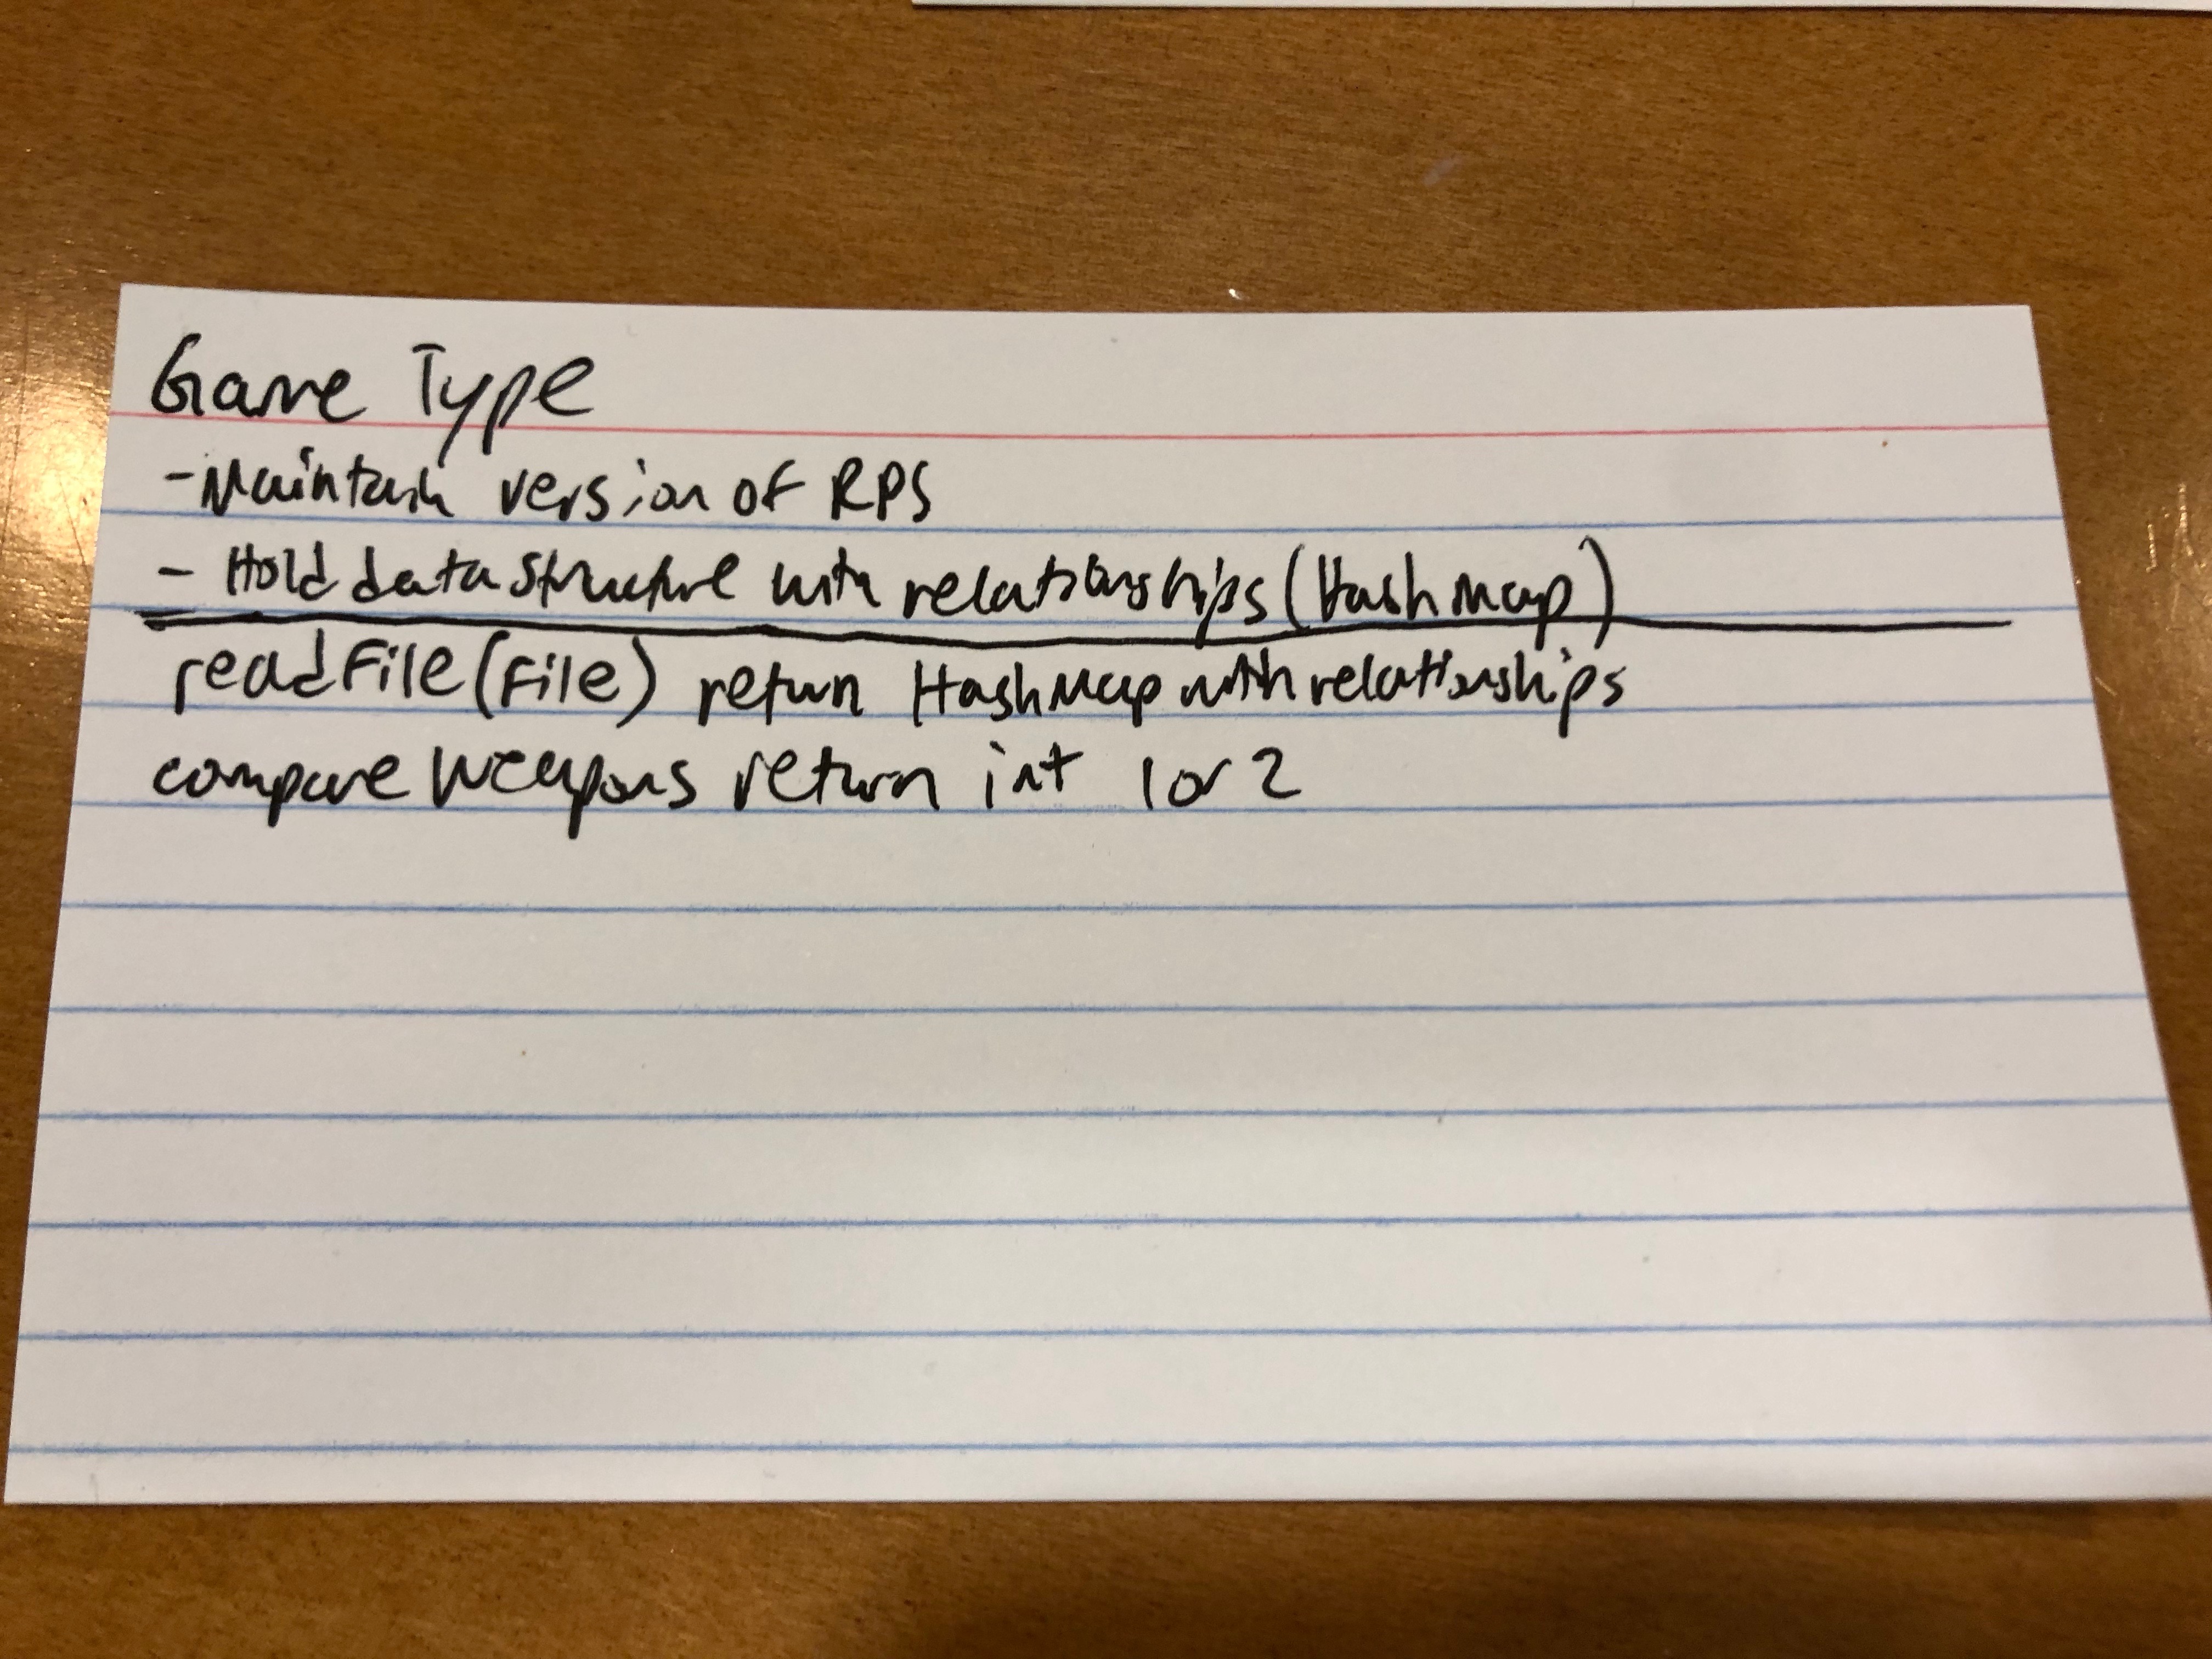 Game Type
- Maintain version of RPS
- Hold data structure with relationships (HashMap)
readFile(File) return HashMap with relationships
compare Weapons return int 1 or 2